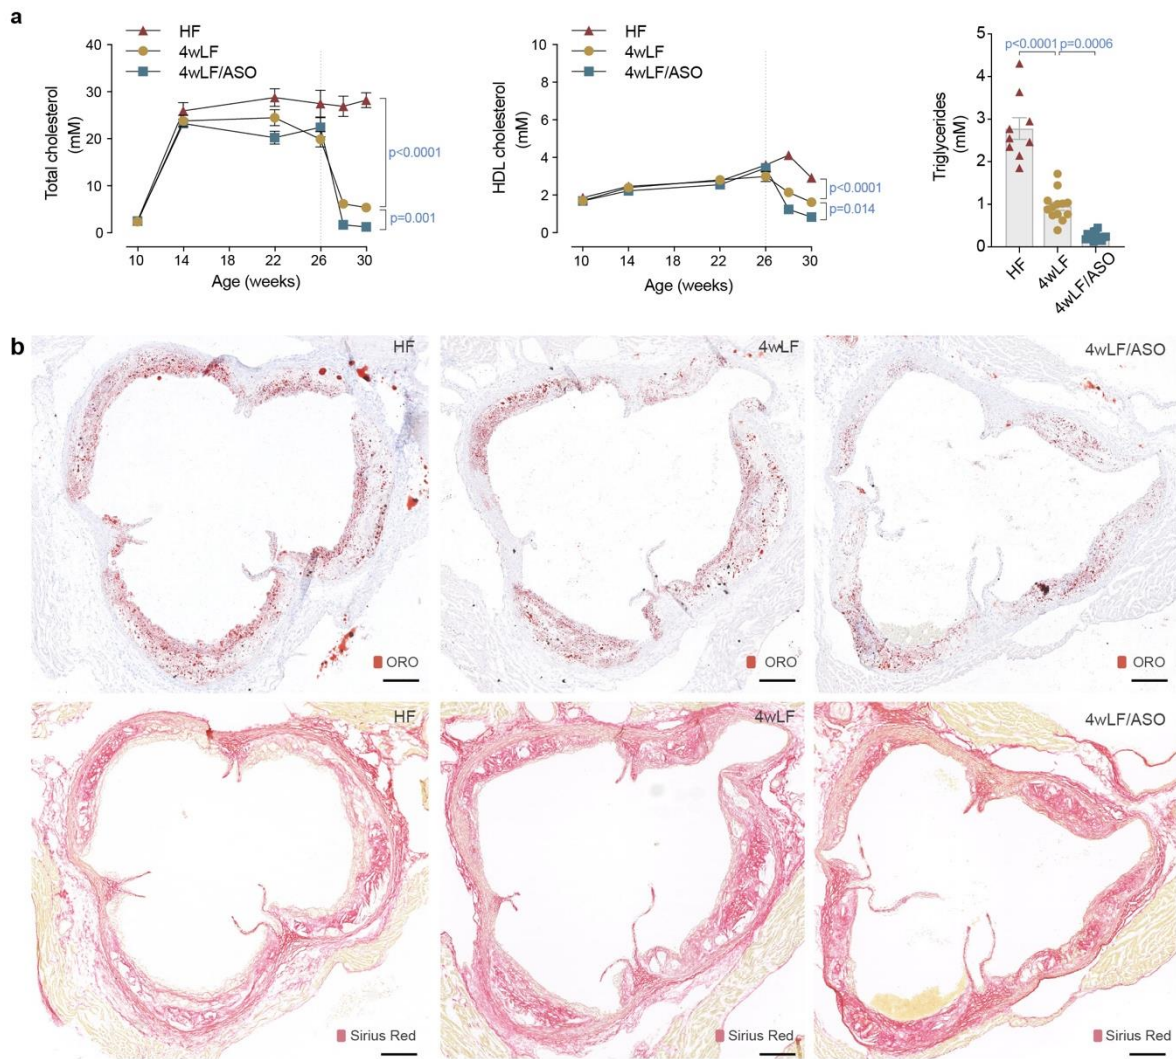 a
HF
4wLF
4wLF/ASO
Total cholesterol
(mM)
40
30
20
10
0
10
14
18
22
26
30
Age (weeks)
p<0.0001
p=0.001
HF
4wLF
4wLF/ASO
HDL cholesterol
(mM)
10
8
6
4
2
0
10
14
18
22
26
30
Age (weeks)
p<0.0001
p=0.014
Triglycerides
(mM)
5
4
3
2
1
0
p<0.0001 p=0.0006
HF
4wLF
4wLF/ASO
b
HF
4wLF
4wLF/ASO
ORO
ORO
ORO
HF
4wLF
4wLF/ASO
Sirius Red
Sirius Red
Sirius Red